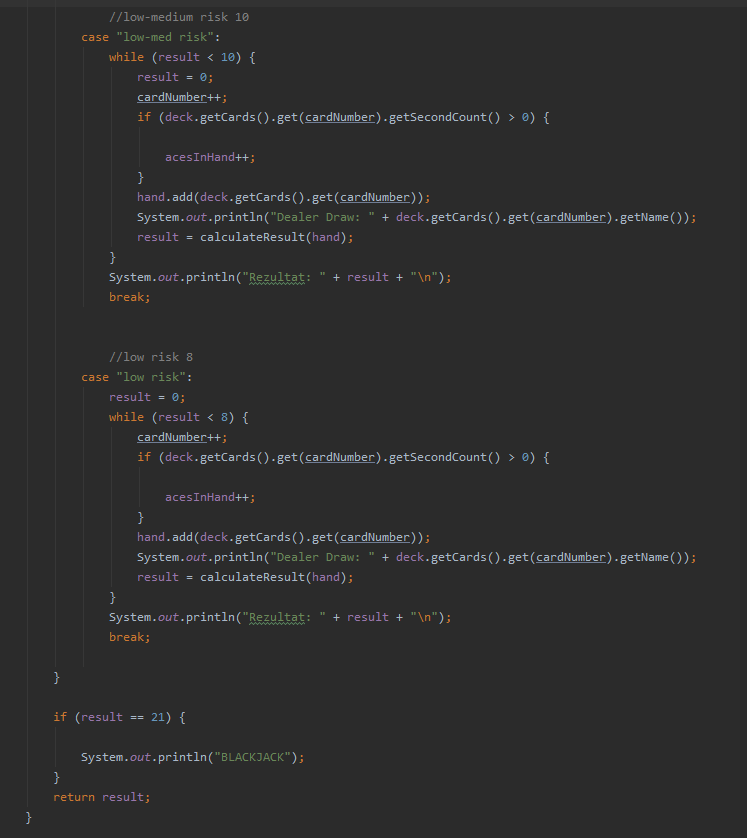 //low-medium risk 10
case "low-med risk":
while (result < 10) {
result = 0;
cardNumber++;
if (deck.getCards().get(cardNumber).getSecondCount() > 0) {
acesInHand++;
}
hand.add(deck.getCards().get(cardNumber));
System.out.println("Dealer Draw: " + deck.getCards().get(cardNumber).getName());
result = calculateResult(hand);
}
System.out.println("Rezultat: " + result + "\n");
break;
//low risk 8
case "low risk":
result = 0;
while (result < 8) {
cardNumber++;
if (deck.getCards().get(cardNumber).getSecondCount() > 0) {
acesInHand++;
}
hand.add(deck.getCards().get(cardNumber));
System.out.println("Dealer Draw: " + deck.getCards().get(cardNumber).getName());
result = calculateResult(hand);
}
System.out.println("Rezultat: " + result + "\n");
break;
}
if (result == 21) {
System.out.println("BLACKJACK");
}
return result;
}